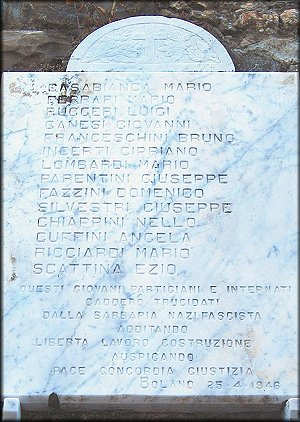 CASABIANCA MARIO
FERRARI MARIO
RUGGERI LUIGI
GANESI GIOVANNI
FRANCESCHINI BRUNO
INCERTI CIPRIANO
LOMBARDI MARIO
PARENTINI GIUSEPPE
FAZZINI DOMENICO
SILVESTRI GIUSEPPE
CHIAPPINI NELLO
CUFFINI ANGELA
RICCIARDI MARIO
SCATTINA EZIO
QUESTI GIOVANI PARTIGIANI E INTERNATI
CADDERO TRUCIDATI
DALLA BARBARIA NAZIFASCISTA
ADDITANDO
LIBERTA LAVORO COSTRUZIONE
AUSPICANDO
PACE CONCORDIA GIUSTIZIA
BOLANO 25-4-1946